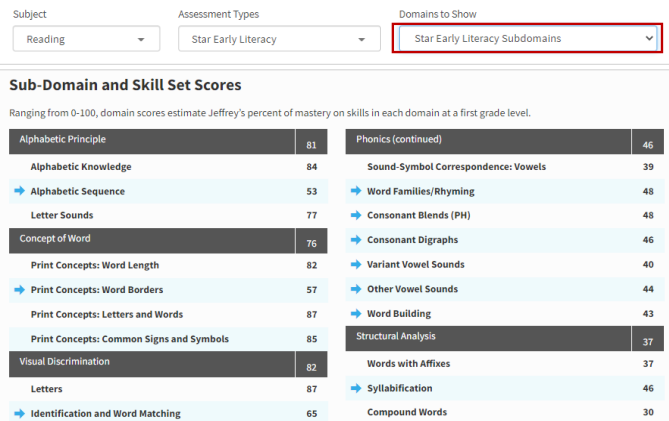 Subject
Assessment Types
Domains to Show
Reading
Star Early Literacy
Star Early Literacy Subdomains
Sub-Domain and Skill Set Scores
Ranging from 0-100, domain scores estimate Jeffrey's percent of mastery on skills in each domain at a first grade level.
Alphabetic Principle 81
Alphabetic Knowledge 84
Alphabetic Sequence 53
Letter Sounds 77
Concept of Word 76
Print Concepts: Word Length 82
Print Concepts: Word Borders 57
Print Concepts: Letters and Words 87
Print Concepts: Common Signs and Symbols 85
Visual Discrimination 82
Letters 87
Identification and Word Matching 65
Phonics (continued) 46
Sound-Symbol Correspondence: Vowels 39
Word Families/Rhyming 48
Consonant Blends (PH) 48
Consonant Digraphs 46
Variant Vowel Sounds 40
Other Vowel Sounds 44
Word Building 43
Structural Analysis 37
Words with Affixes 37
Syllabification 46
Compound Words 30